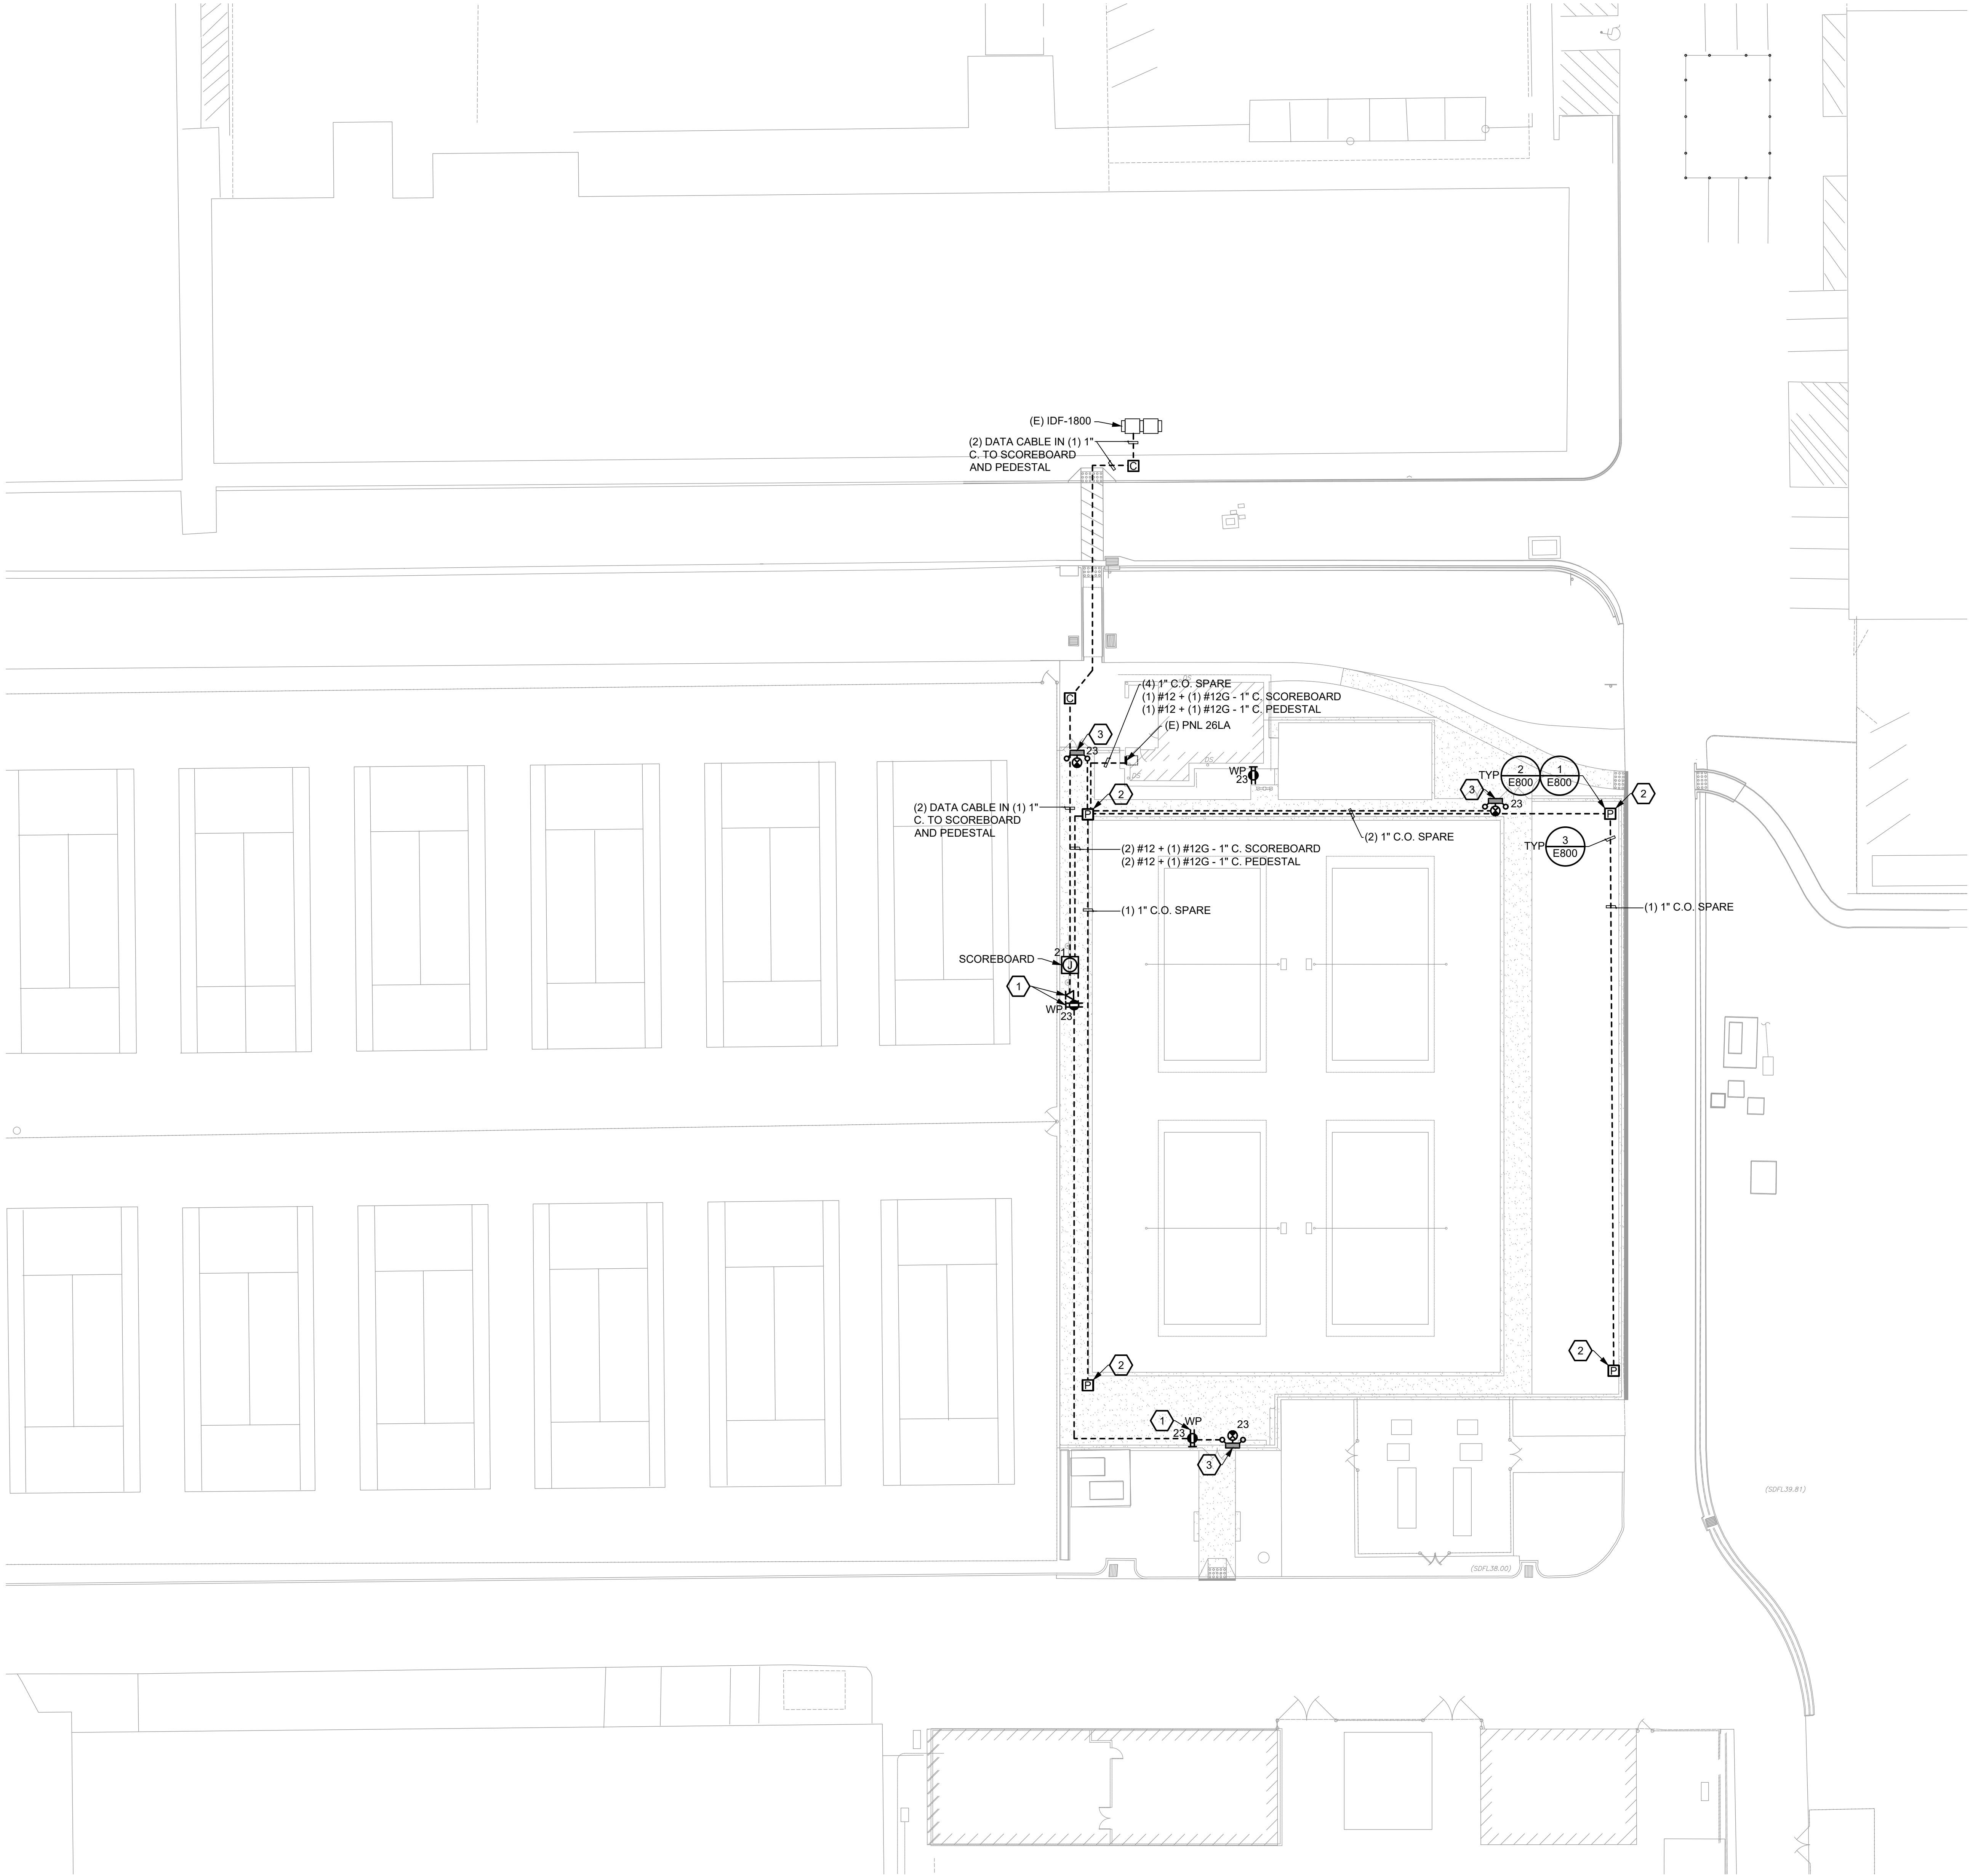 (E) IDF-1800
(2) DATA CABLE IN (1) 1"
C. TO SCOREBOARD
AND PEDESTAL
C
C
(4) 1" C.O. SPARE
(1) #12 + (1) #12G - 1" C. SCOREBOARD
(1) #12 + (1) #12G - 1" C. PEDESTAL
(E) PNL 26LA
DS
DS
DS
3
23
WP
23
2
P
TYP
2
E800
1
E800
3
23
2
P
(2) DATA CABLE IN (1) 1"
C. TO SCOREBOARD
AND PEDESTAL
(2) 1" C.O. SPARE
TYP
3
E800
(2) #12 + (1) #12G - 1" C. SCOREBOARD
(2) #12 + (1) #12G - 1" C. PEDESTAL
(1) 1" C.O. SPARE
(1) 1" C.O. SPARE
21
SCOREBOARD
J
1
WP
23
2
P
2
P
1
WP
23
23
3
(SDFL39.81)
(SDFL38.00)